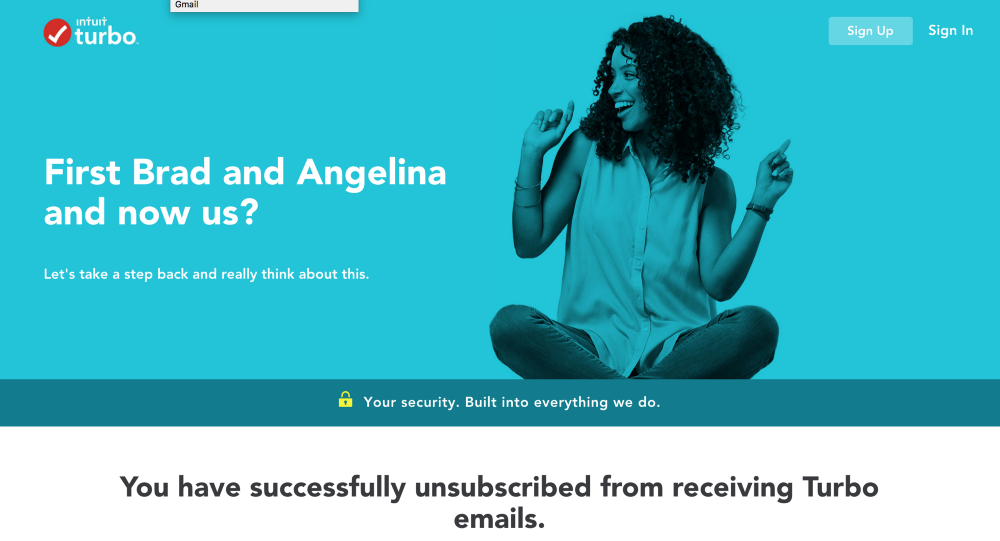 Gmail
intuit
turbo.
Sign Up
Sign In
First Brad and Angelina
and now us?
Let's take a step back and really think about this.
Your security. Built into everything we do.
You have successfully unsubscribed from receiving Turbo
emails.